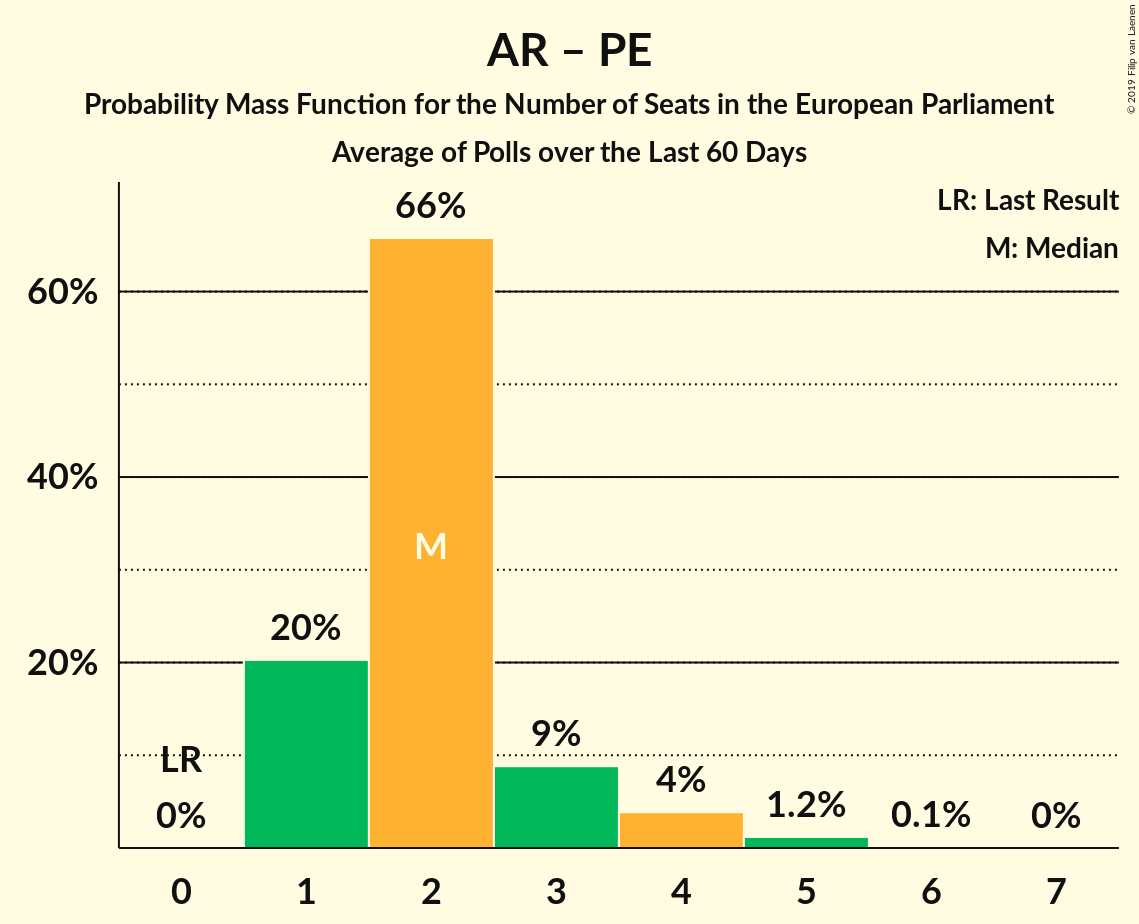 AR – PE
Probability Mass Function for the Number of Seats in the European Parliament
Average of Polls over the Last 60 Days
© 2019 Filip van Laenen
LR: Last Result
M: Median
66%
60%
40%
M
20%
20%
9%
LR
4%
0%
1.2%
0.1%
0%
0 1 2 3 4 5 6 7